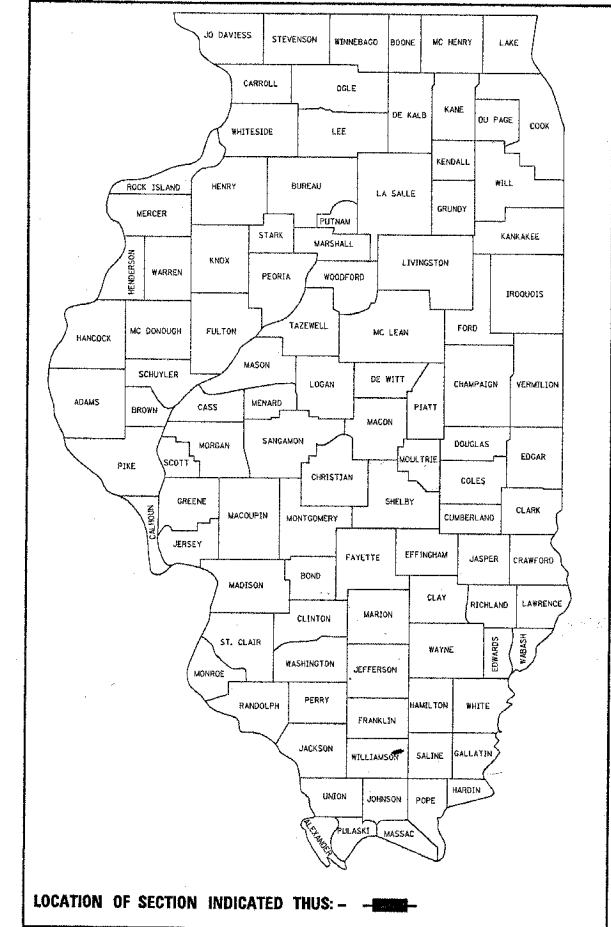 JO DAVIESS STEVENSON WINNEBAGO BOONE MC HENRY LAKE
CARROLL OGLE DE KALB KANE DU PAGE COOK
WHITESIDE LEE KENDALL WILL
ROCK ISLAND HENRY BUREAU LA SALLE GRUNDY
MERCER PUTNAM KANKAKEE
STARK MARSHALL
HENDERSON WARREN KNOX PEORIA WOODFORD LIVINGSTON IROQUOIS
HANCOCK MC DONOUGH FULTON TAZEWELL MC LEAN FORD
SCHUYLER MASON LOGAN DE WITT CHAMPAIGN VERMILION
ADAMS BROWN CASS MENARD MACON PIATT
PIKE SCOTT MORGAN SANGAMON CHRISTIAN MOULTRIE DOUGLAS EDGAR
COLES
CALHOUN GREENE MACOUPIN MONTGOMERY SHELBY CUMBERLAND CLARK
JERSEY FAYETTE EFFINGHAM JASPER CRAWFORD
MADISON BOND CLAY RICHLAND LAWRENCE
CLINTON MARION
ST. CLAIR WAYNE EDWARDS WABASH
MONROE WASHINGTON JEFFERSON
RANDOLPH PERRY HAMILTON WHITE
FRANKLIN
JACKSON WILLIAMSON SALINE GALLATIN
UNION JOHNSON POPE HARDIN
ALEXANDER PULASKI MASSAC
LOCATION OF SECTION INDICATED THUS: -